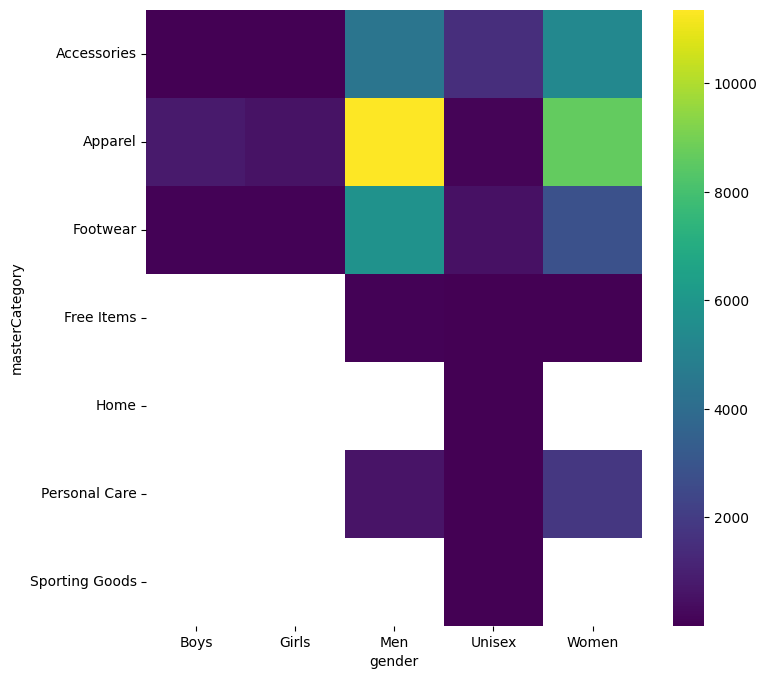 Accessories
Apparel
Footwear
Free Items
Home
Personal Care
Sporting Goods
masterCategory
Boys
Girls
Men
Unisex
Women
gender
10000
8000
6000
4000
2000